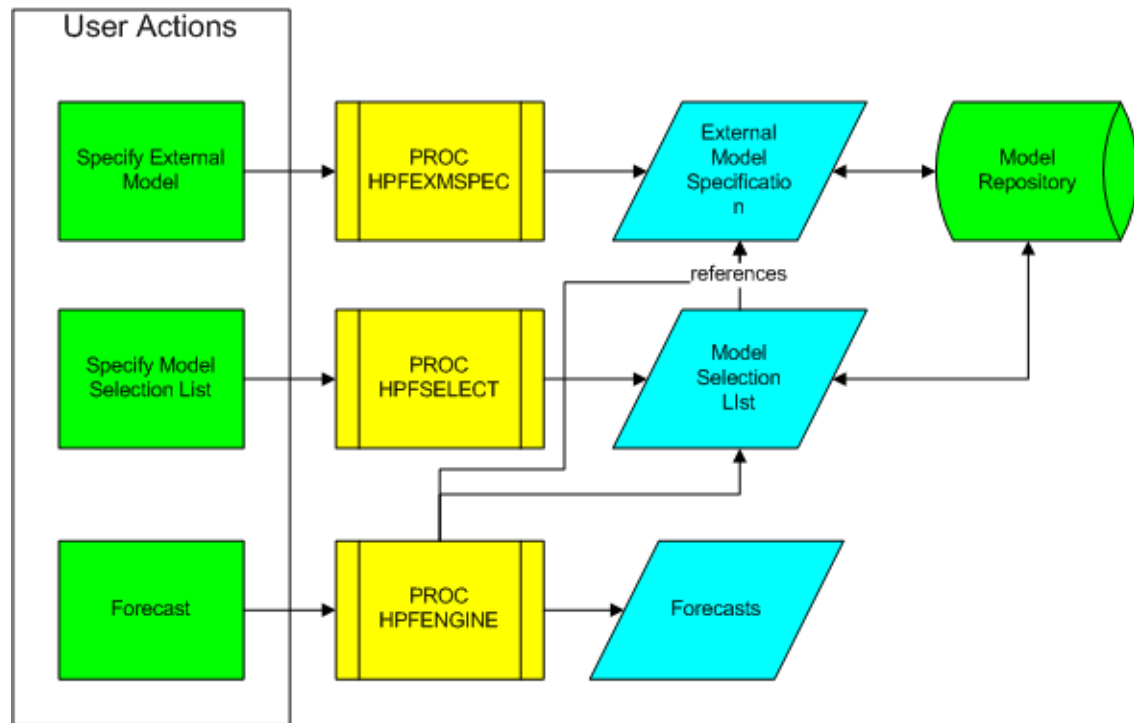 User Actions
Specify External
Model
PROC
HPFEXMSPEC
External
Model
Specificatio
n
Model
Repository
references
Specify Model
Selection List
PROC
HPFSELECT
Model
Selection
LIst
Forecast
PROC
HPFENGINE
Forecasts